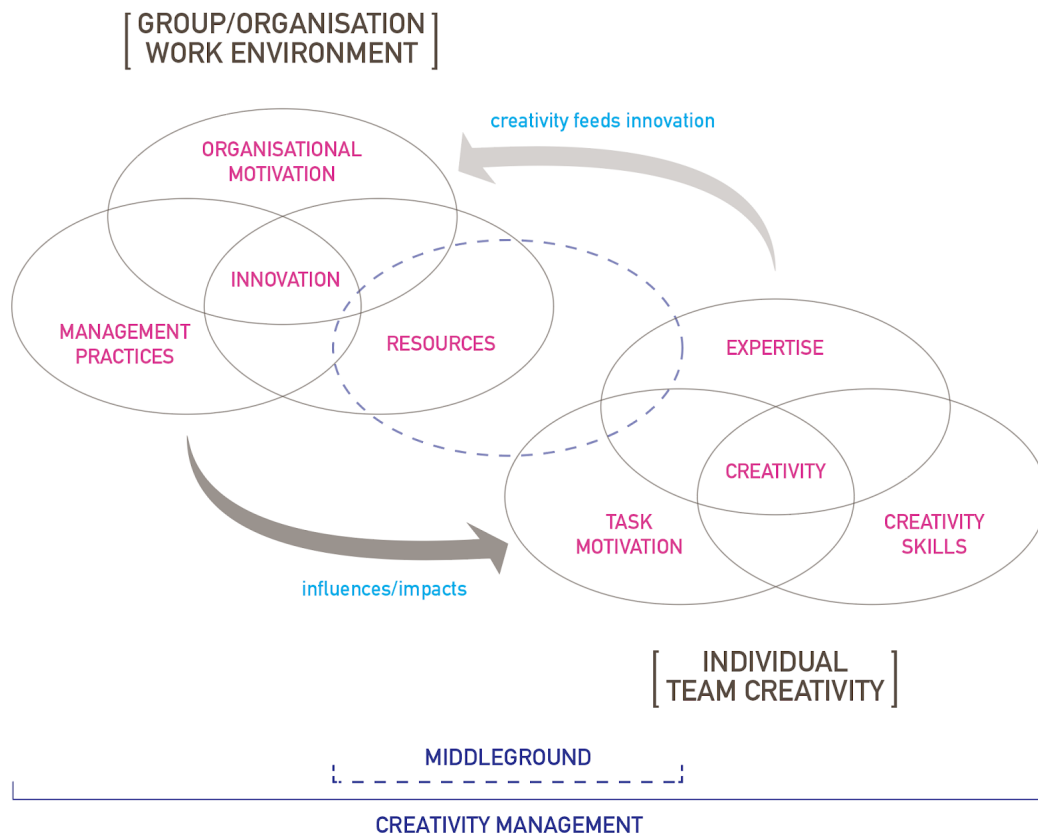 [ GROUP/ORGANISATION
WORK ENVIRONMENT ]
creativity feeds innovation
ORGANISATIONAL
MOTIVATION
INNOVATION
MANAGEMENT
PRACTICES
RESOURCES
EXPERTISE
CREATIVITY
TASK
MOTIVATION
CREATIVITY
SKILLS
influences/impacts
[ INDIVIDUAL
TEAM CREATIVITY ]
MIDDLEGROUND
CREATIVITY MANAGEMENT